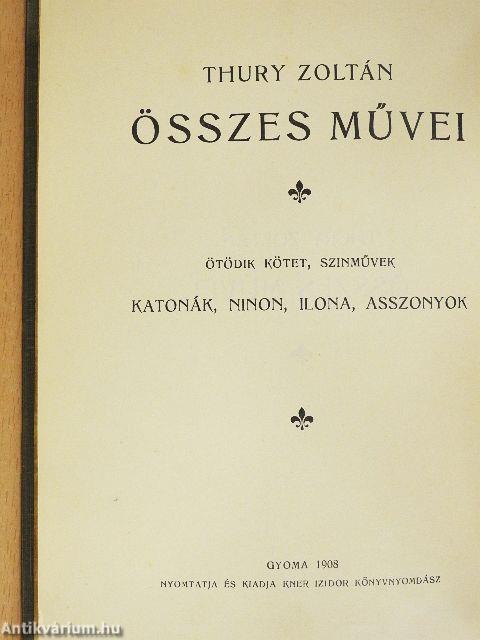 THURY ZOLTÁN
ÖSSZES MŰVEI
ÖTÖDIK KÖTET, SZINMŰVEK
KATONÁK, NINON, ILONA, ASSZONYOK
GYOMA 1908
NYOMTATJA ÉS KIADJA KNER IZIDOR KÖNYVNYOMDÁSZ
Antikvárium.hu